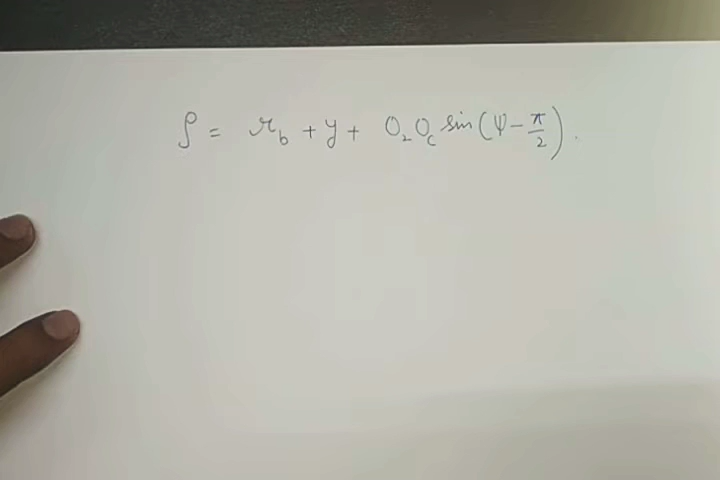 ρ = r_b + y + O₂O_c sin(ψ − π/2).